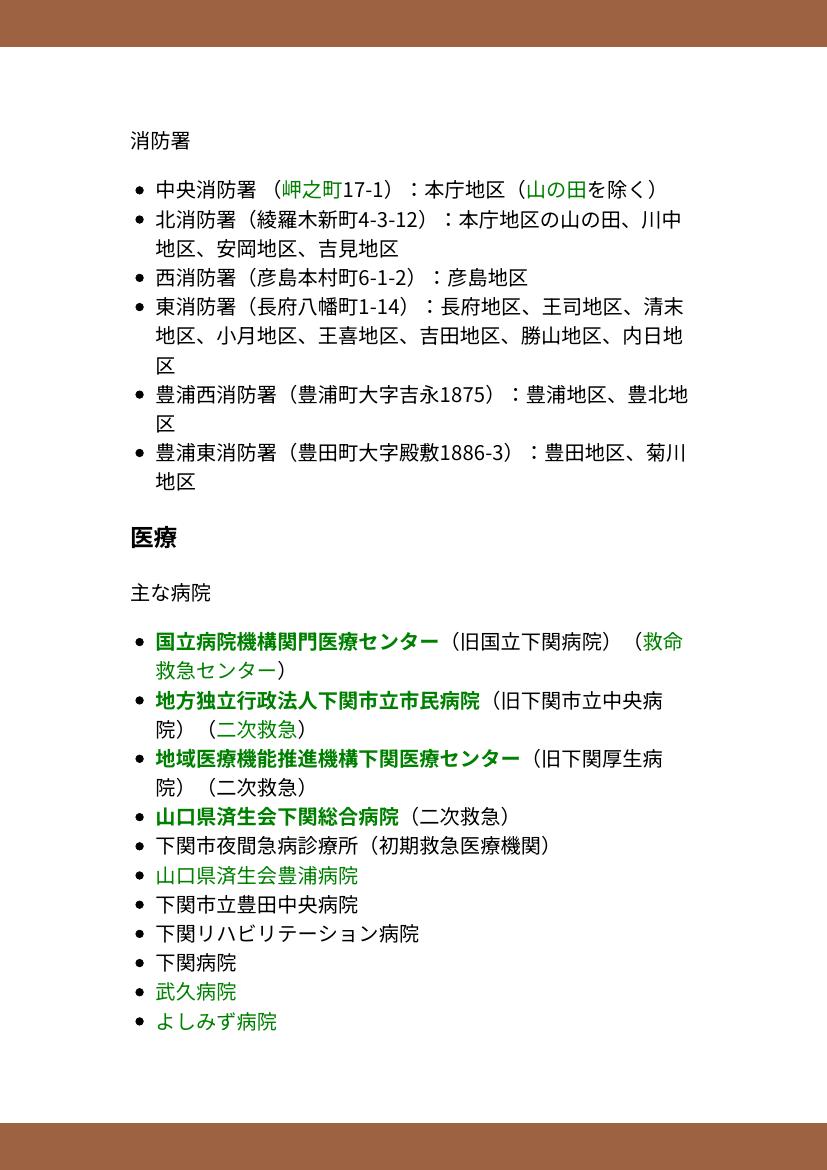 消防署
中央消防署 （岬之町17-1）：本庁地区（山の田を除く）
北消防署（綾羅木新町4-3-12）：本庁地区の山の田、川中
地区、安岡地区、吉見地区
西消防署（彦島本村町6-1-2）：彦島地区
東消防署（長府八幡町1-14）：長府地区、王司地区、清末
地区、小月地区、王喜地区、吉田地区、勝山地区、内日地
区
豊浦西消防署（豊浦町大字吉永1875）：豊浦地区、豊北地
区
豊浦東消防署（豊田町大字殿敷1886-3）：豊田地区、菊川
地区
医療
主な病院
国立病院機構関門医療センター（旧国立下関病院）（救命
救急センター）
地方独立行政法人下関市立市民病院（旧下関市立中央病
院）（二次救急）
地域医療機能推進機構下関医療センター（旧下関厚生病
院）（二次救急）
山口県済生会下関総合病院（二次救急）
下関市夜間急病診療所（初期救急医療機関）
山口県済生会豊浦病院
下関市立豊田中央病院
下関リハビリテーション病院
下関病院
武久病院
よしみず病院